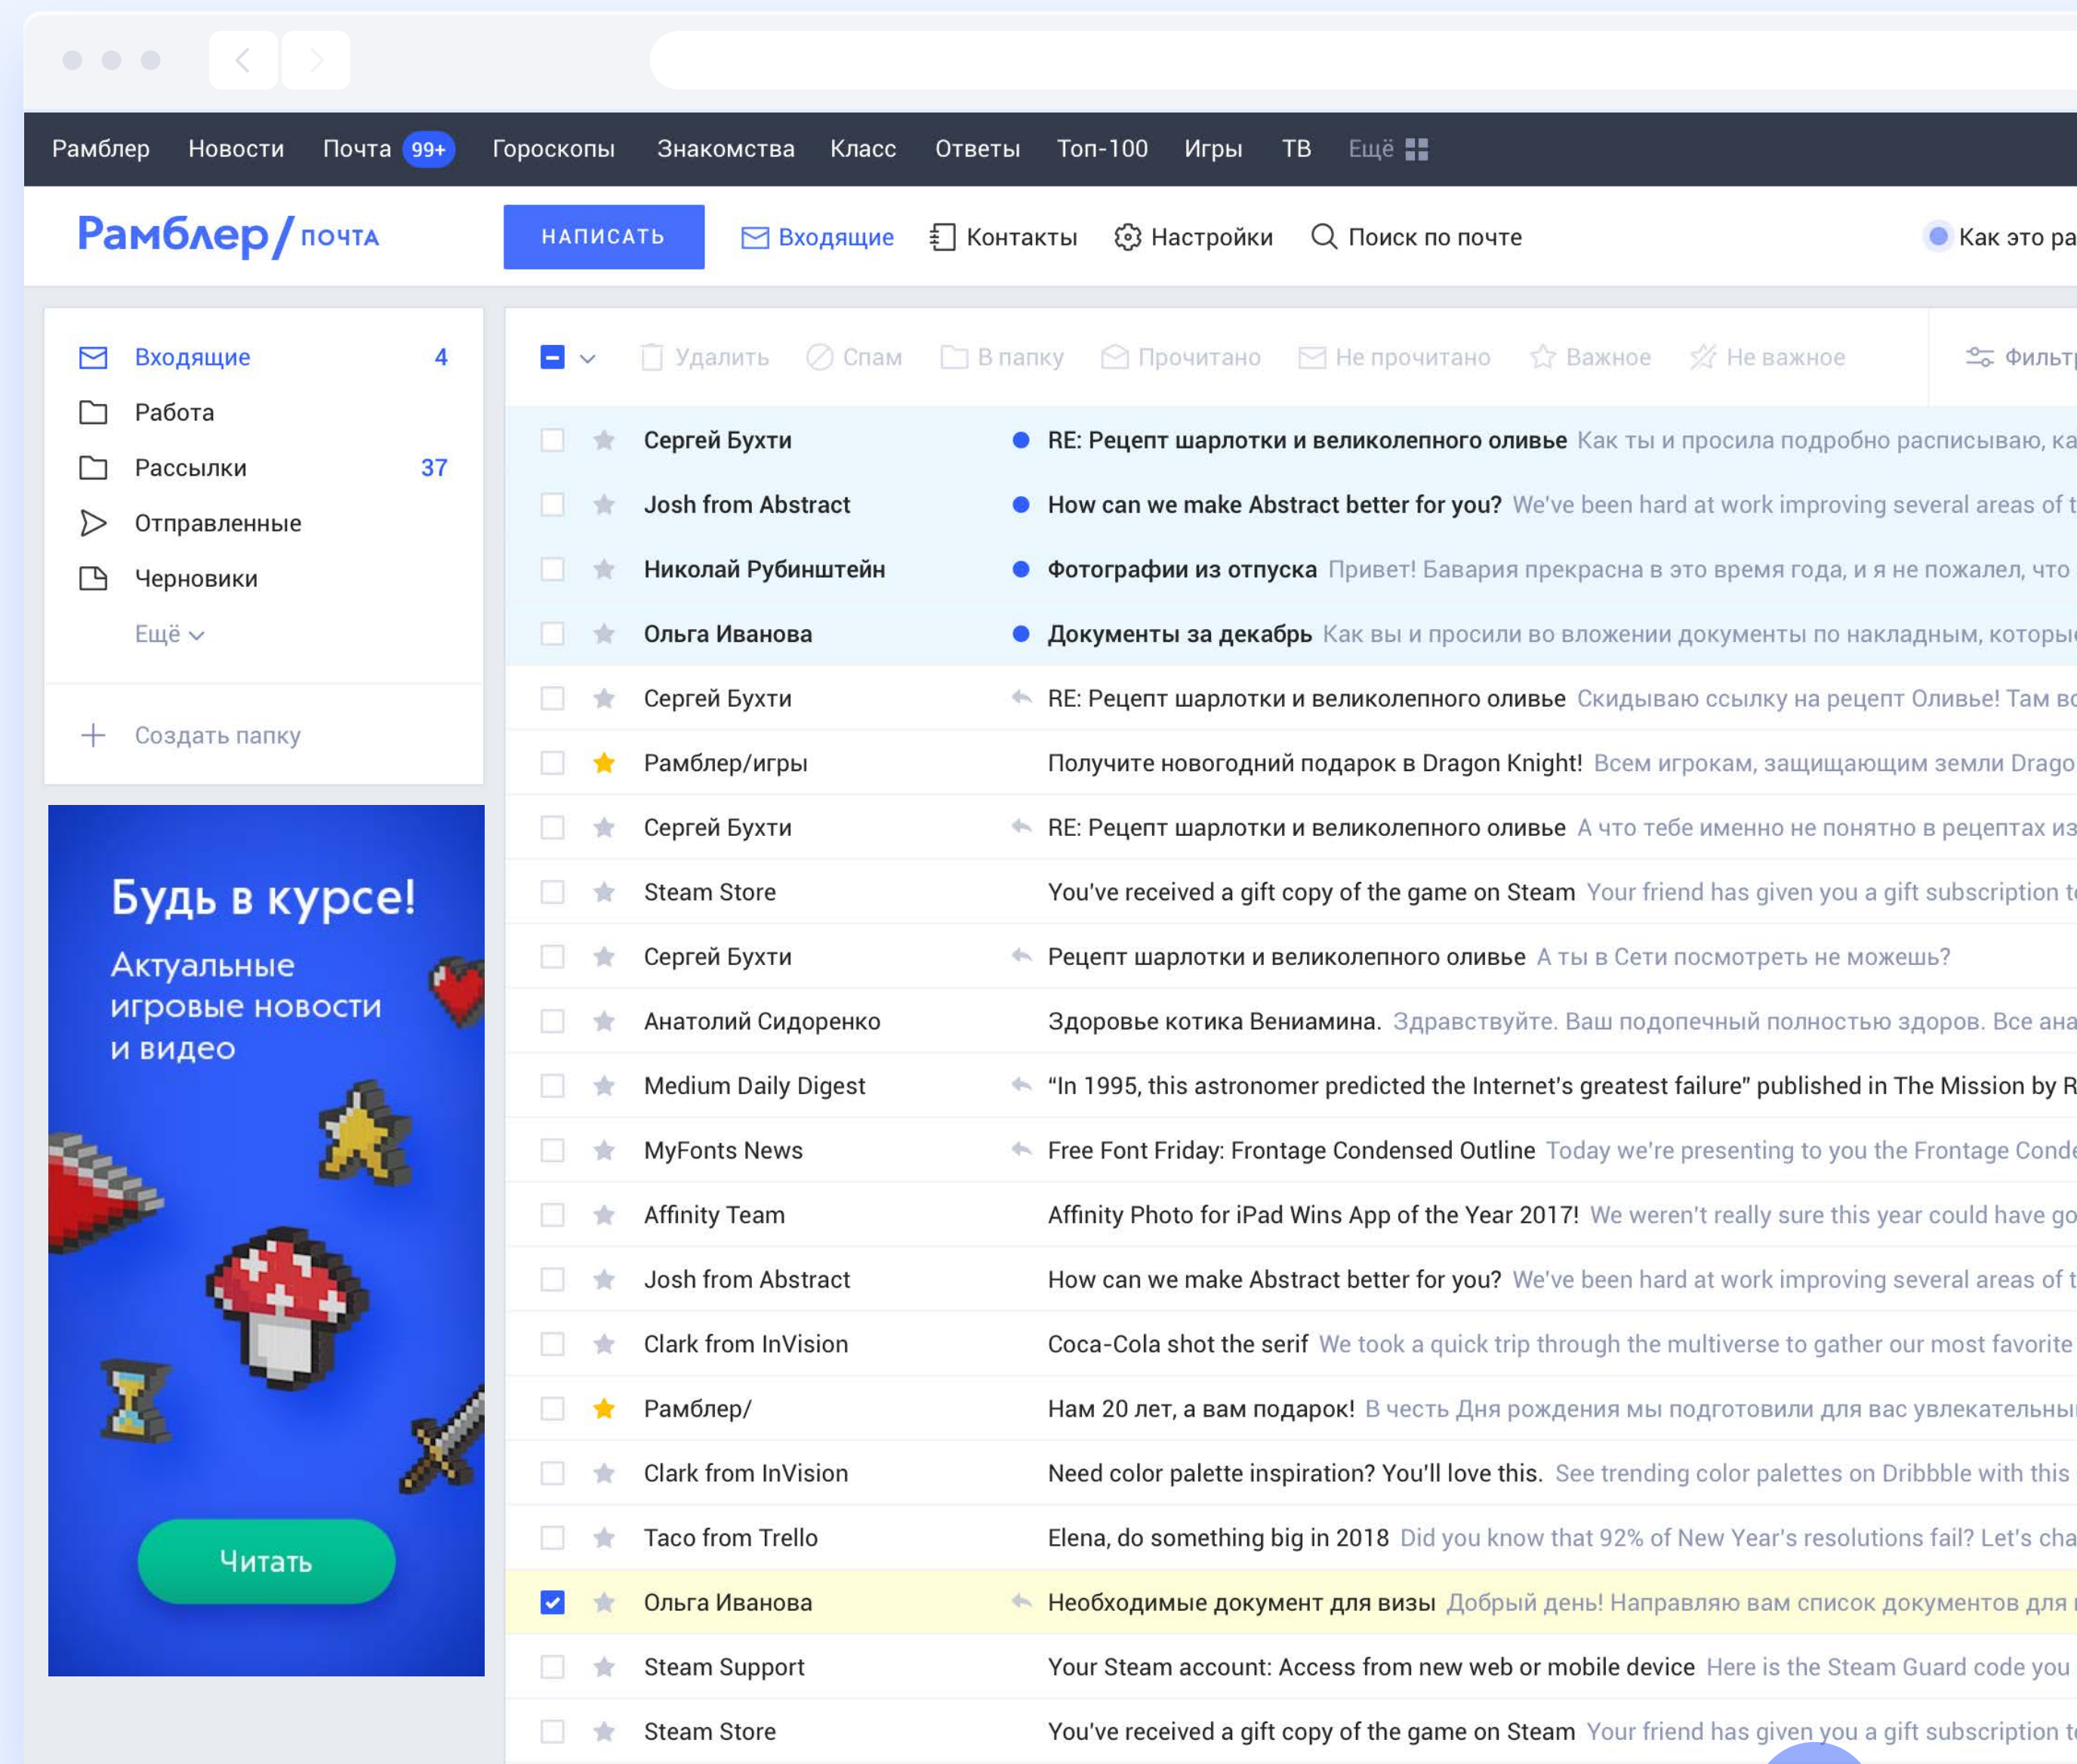 Рамблер Новости Почта 99+ Гороскопы Знакомства Класс Ответы Топ-100 Игры ТВ Ещё
Рамблер/почта НАПИСАТЬ Входящие Контакты Настройки Поиск по почте Как это ра
Входящие 4
Работа
Рассылки 37
Отправленные
Черновики
Ещё
Создать папку
Будь в курсе!
Актуальные
игровые новости
и видео
Читать
Удалить Спам В папку Прочитано Не прочитано Важное Не важное Фильтр
Сергей Бухти RE: Рецепт шарлотки и великолепного оливье Как ты и просила подробно расписываю, ка
Josh from Abstract How can we make Abstract better for you? We've been hard at work improving several areas of t
Николай Рубинштейн Фотографии из отпуска Привет! Бавария прекрасна в это время года, и я не пожалел, что
Ольга Иванова Документы за декабрь Как вы и просили во вложении документы по накладным, которые
Сергей Бухти RE: Рецепт шарлотки и великолепного оливье Скидываю ссылку на рецепт Оливье! Там вс
Рамблер/игры Получите новогодний подарок в Dragon Knight! Всем игрокам, защищающим земли Drago
Сергей Бухти RE: Рецепт шарлотки и великолепного оливье А что тебе именно не понятно в рецептах из
Steam Store You've received a gift copy of the game on Steam Your friend has given you a gift subscription to
Сергей Бухти Рецепт шарлотки и великолепного оливье А ты в Сети посмотреть не можешь?
Анатолий Сидоренко Здоровье котика Вениамина. Здравствуйте. Ваш подопечный полностью здоров. Все ана
Medium Daily Digest “In 1995, this astronomer predicted the Internet's greatest failure” published in The Mission by R
MyFonts News Free Font Friday: Frontage Condensed Outline Today we're presenting to you the Frontage Conde
Affinity Team Affinity Photo for iPad Wins App of the Year 2017! We weren't really sure this year could have go
Josh from Abstract How can we make Abstract better for you? We've been hard at work improving several areas of t
Clark from InVision Coca-Cola shot the serif We took a quick trip through the multiverse to gather our most favorite
Рамблер/ Нам 20 лет, а вам подарок! В честь Дня рождения мы подготовили для вас увлекательны
Clark from InVision Need color palette inspiration? You'll love this. See trending color palettes on Dribbble with this
Taco from Trello Elena, do something big in 2018 Did you know that 92% of New Year's resolutions fail? Let's cha
Ольга Иванова Необходимые документ для визы Добрый день! Направляю вам список документов для
Steam Support Your Steam account: Access from new web or mobile device Here is the Steam Guard code you
Steam Store You've received a gift copy of the game on Steam Your friend has given you a gift subscription to